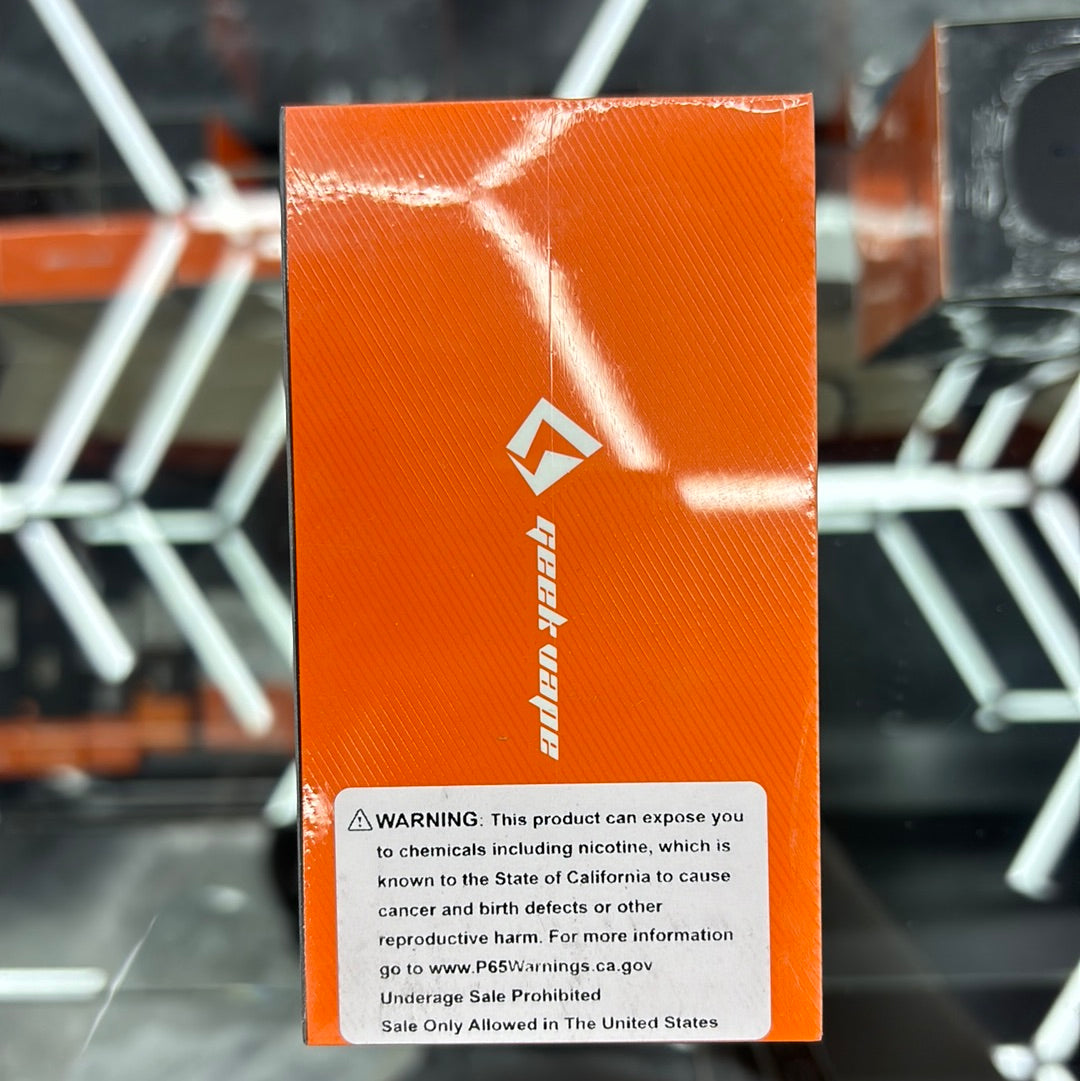 geek vape
⚠WARNING: This product can expose you
to chemicals including nicotine, which is
known to the State of California to cause
cancer and birth defects or other
reproductive harm. For more information
go to www.P65Warnings.ca.gov
Underage Sale Prohibited
Sale Only Allowed in The United States